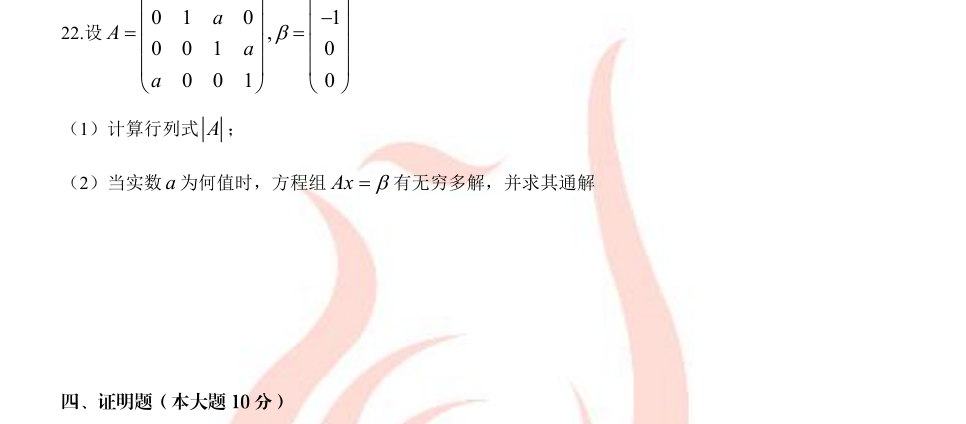 22.设 A = ( 0 1 a 0 ; 0 0 1 a ; a 0 0 1 ), β = ( −1 ; 0 ; 0 )
（1）计算行列式|A|；
（2）当实数 a 为何值时，方程组 Ax = β 有无穷多解，并求其通解
四、证明题（本大题 10 分）